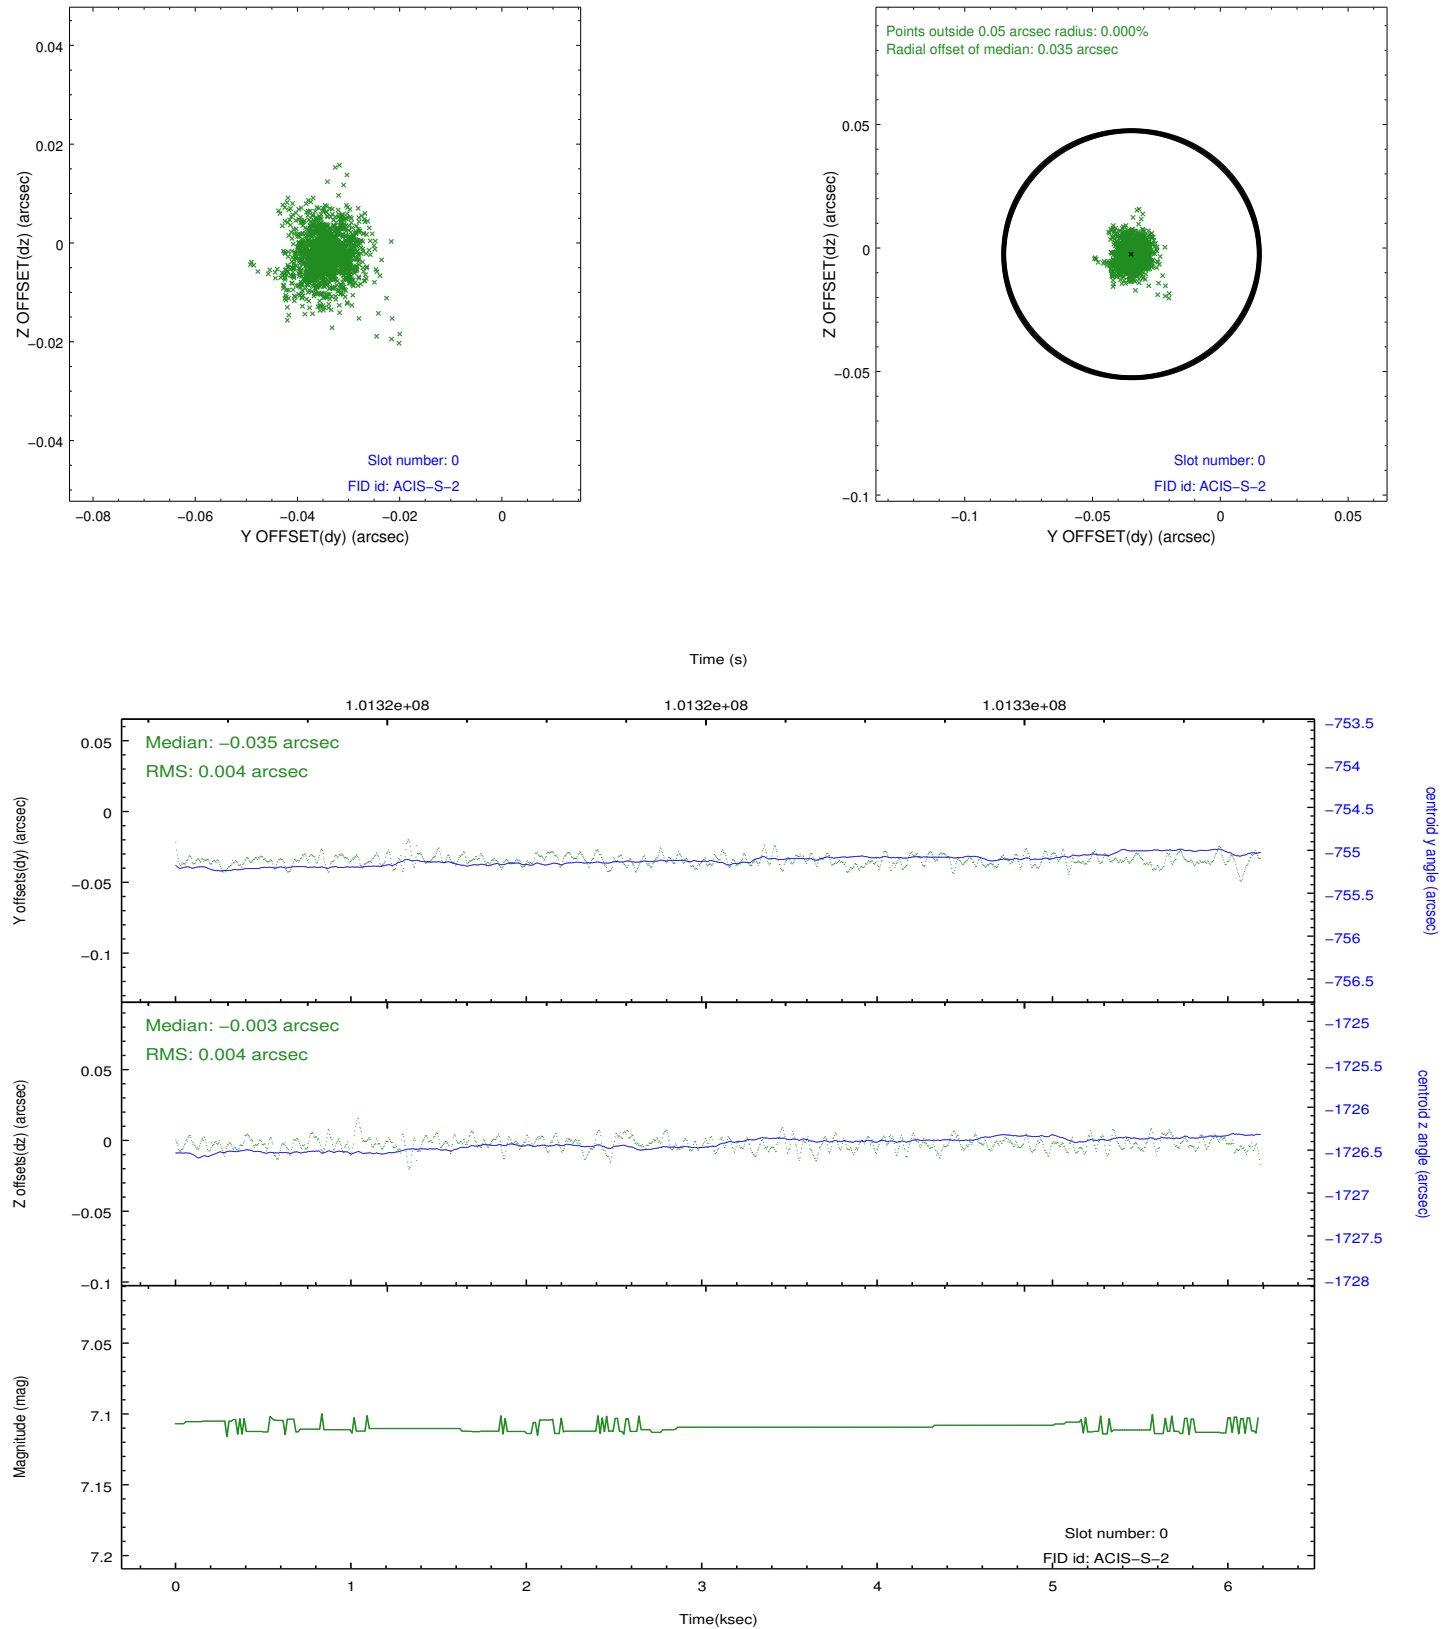 0.04
0.02
0
−0.02
−0.04
Z OFFSET(dz) (arcsec)
Slot number: 0
FID id: ACIS−S−2
−0.08 −0.06 −0.04 −0.02 0
Y OFFSET(dy) (arcsec)
Points outside 0.05 arcsec radius: 0.000%
Radial offset of median: 0.035 arcsec
0.05
0
−0.05
−0.1
Z OFFSET(dz) (arcsec)
Slot number: 0
FID id: ACIS−S−2
−0.1 −0.05 0 0.05
Y OFFSET(dy) (arcsec)
Time (s)
1.0132e+08 1.0132e+08 1.0133e+08
Median: −0.035 arcsec
RMS: 0.004 arcsec
0.05
0
−0.05
−0.1
Y offsets(dy) (arcsec)
−753.5
−754
−754.5
−755
−755.5
−756
−756.5
centroid y angle (arcsec)
Median: −0.003 arcsec
RMS: 0.004 arcsec
0.05
0
−0.05
−0.1
Z offsets(dz) (arcsec)
−1725
−1725.5
−1726
−1726.5
−1727
−1727.5
−1728
centroid z angle (arcsec)
7.05
7.1
7.15
7.2
Magnitude (mag)
Slot number: 0
FID id: ACIS−S−2
0 1 2 3 4 5 6
Time(ksec)